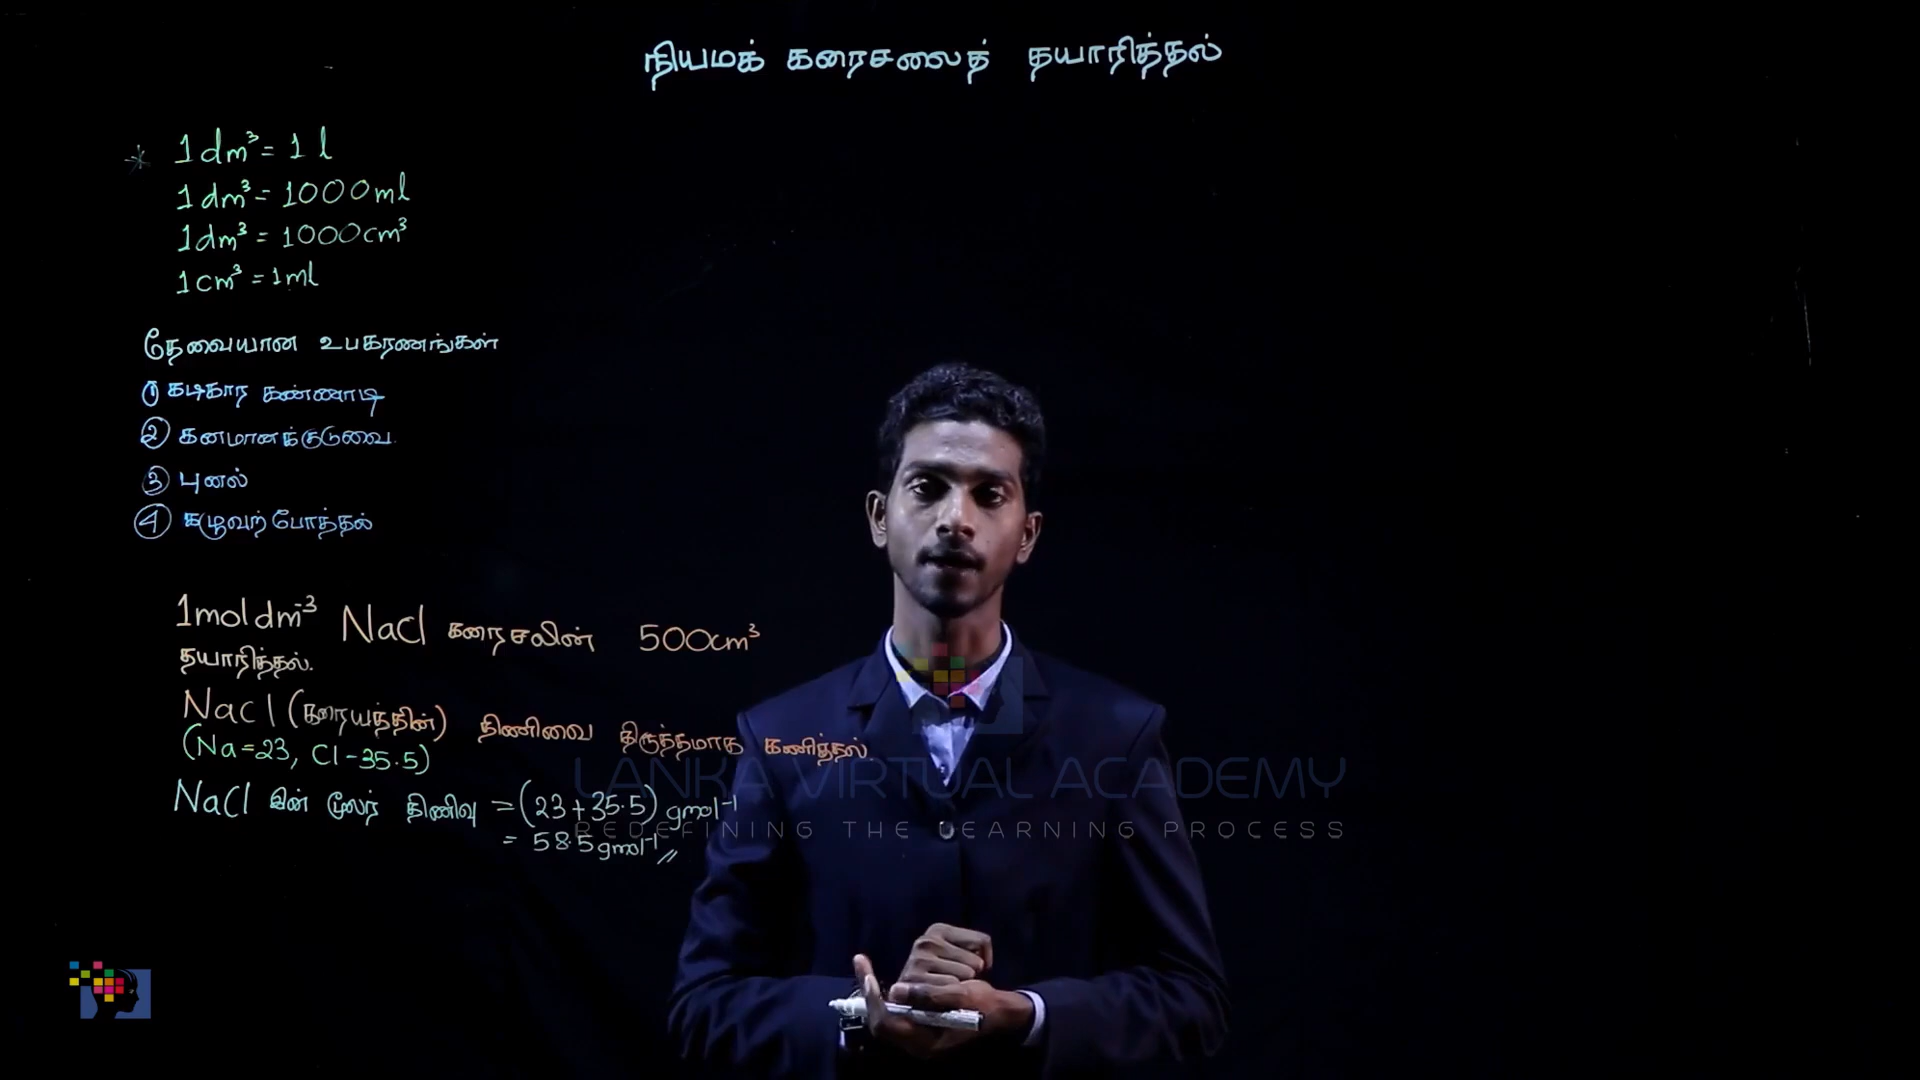 நியமக் கரைசலைத் தயாரித்தல்
* 1dm³ = 1 l
1dm³ = 1000ml
1dm³ = 1000cm³
1cm³ = 1ml
தேவையான உபகரணங்கள்
① கடிகார கண்ணாடி
② கனமானக்குடுவை.
③ புனல்
④ கழுவற்போத்தல்
1mol dm⁻³ NaCl கரைசலின் 500cm³
தயாரித்தல்.
NaCl (கரையத்தின்) திணிவை திருத்தமாக கணித்தல்.
(Na=23, Cl-35.5)
NaCl இன் மூலர் திணிவு = (23+35.5) gmol⁻¹
= 58.5gmol⁻¹//
LANKA VIRTUAL ACADEMY
REDEFINING THE LEARNING PROCESS